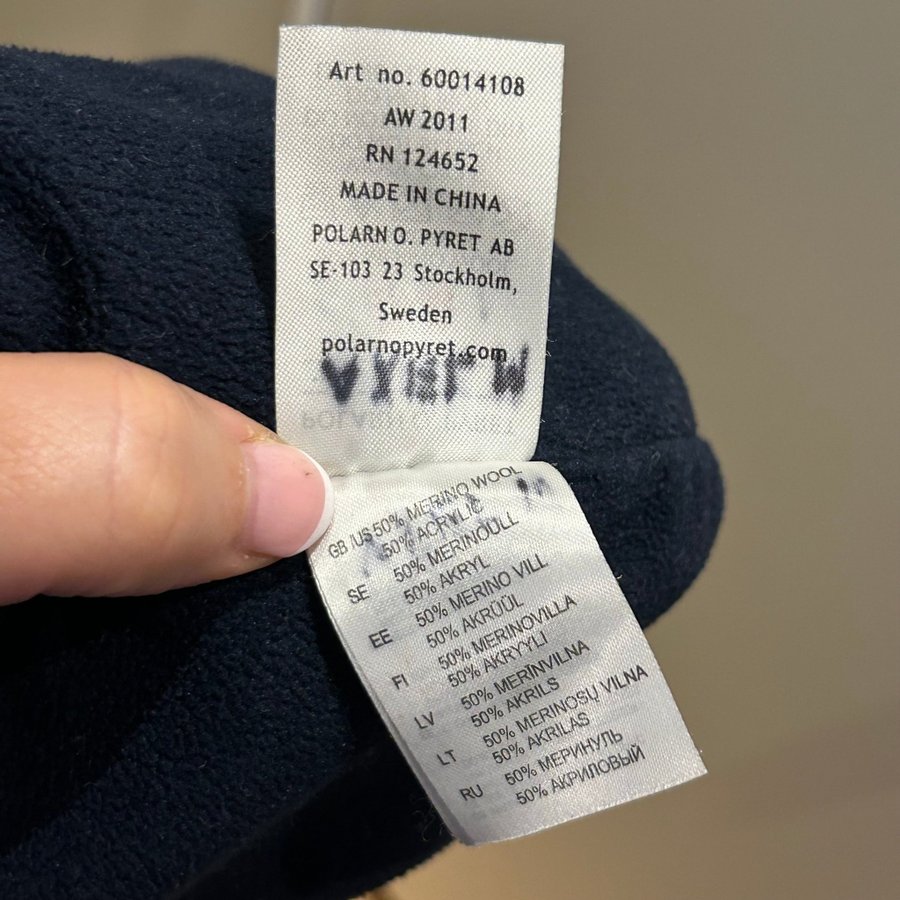 Art no. 60014108
AW 2011
RN 124652
MADE IN CHINA
POLARN O. PYRET AB
SE-103 23 Stockholm,
Sweden
polarnopyret.com
GB /US 50% MERINO WOOL
50% ACRYLIC
SE 50% MERINOULL
50% AKRYL
EE 50% MERINO VILL
50% AKRÜÜL
FI 50% MERINOVILLA
50% AKRYYLI
LV 50% MERĪNVILNA
50% AKRILS
LT 50% MERINOSŲ VILNA
50% AKRILAS
RU 50% МЕРИНУЛЬ
50% АКРИЛОВЫЙ